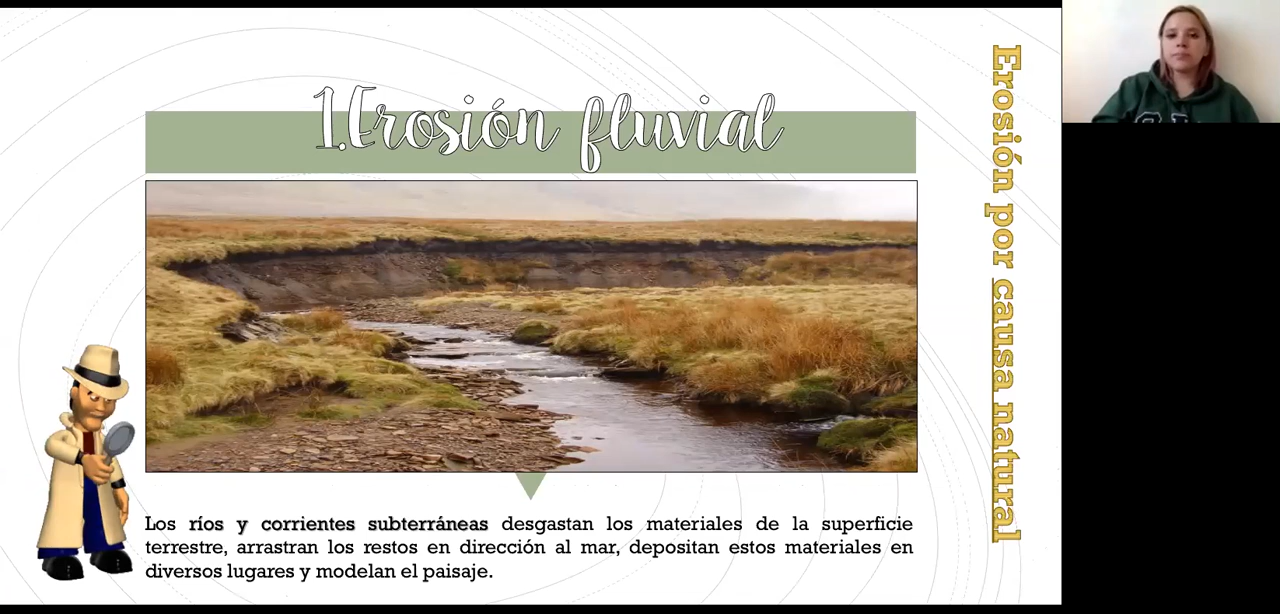 1.Erosión fluvial
Los ríos y corrientes subterráneas desgastan los materiales de la superficie
terrestre, arrastran los restos en dirección al mar, depositan estos materiales en
diversos lugares y modelan el paisaje.
Erosión por causa natural